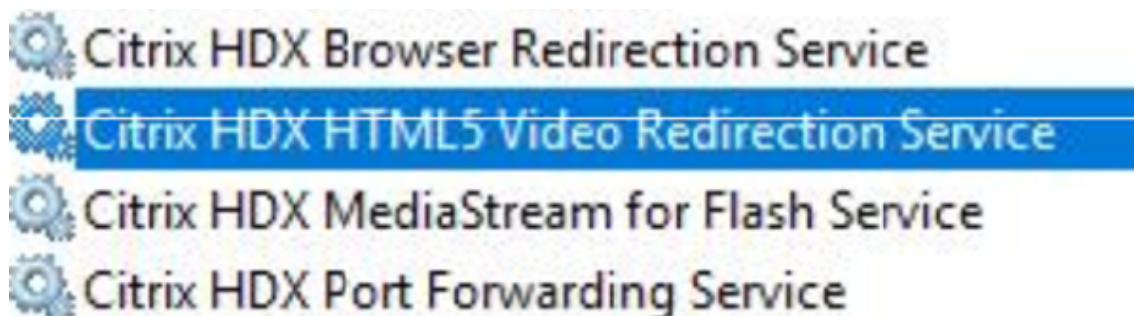 Citrix HDX Browser Redirection Service
Citrix HDX HTML5 Video Redirection Service
Citrix HDX MediaStream for Flash Service
Citrix HDX Port Forwarding Service